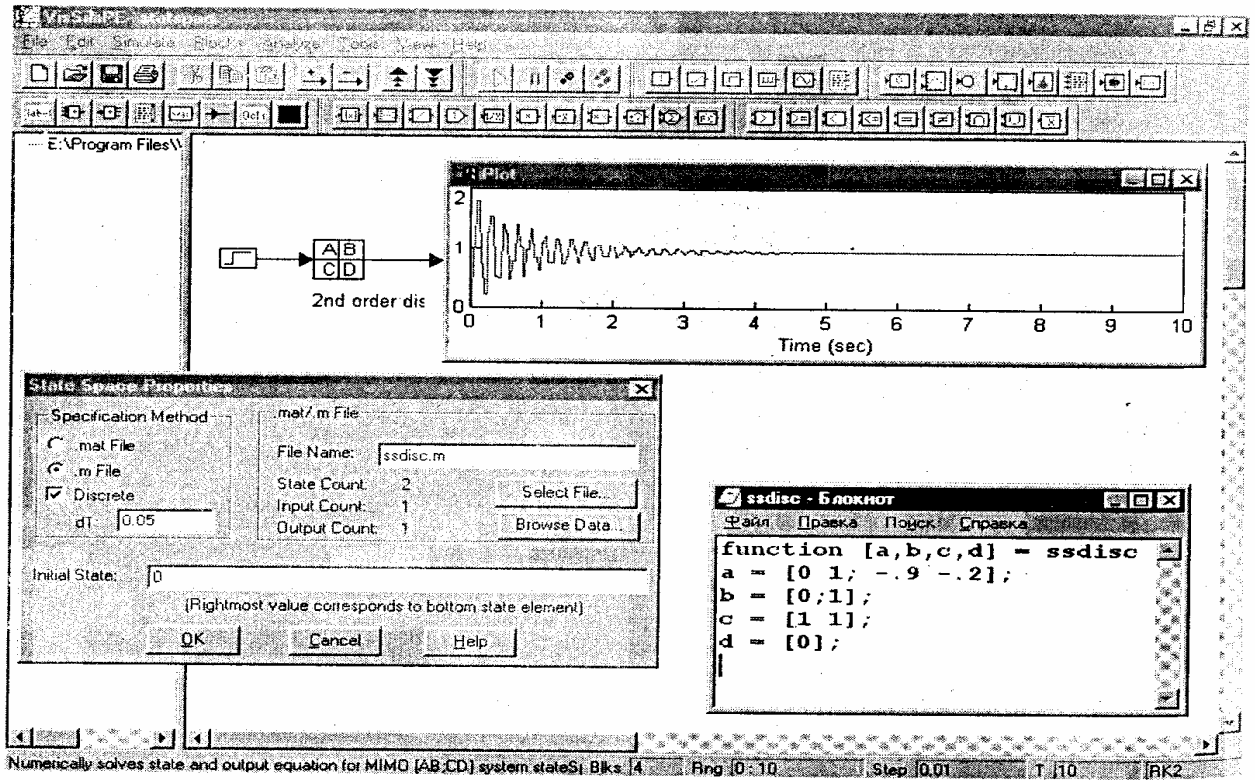 File Edit Simulate Blocks Analyze Tools View Help
E:\Program Files\V
Plot
2
1
0
0 1 2 3 4 5 6 7 8 9 10
Time (sec)
A B
C D
2nd order dis
State Space Properties
Specification Method
.mat File
.m File
Discrete
dT 0.05
.mat/.m File
File Name: ssdisc.m
State Count: 2
Input Count: 1
Output Count: 1
Select File...
Browse Data...
Initial State: 0
(Rightmost value corresponds to bottom state element)
OK Cancel Help
ssdisc - Блокнот
Файл Правка Поиск Справка
function [a,b,c,d] = ssdisc
a = [0 1; -.9 -.2];
b = [0;1];
c = [1 1];
d = [0];
Numerically solves state and output equation for MIMO [AB;CD] system stateS Blks 4 Rng 0:10 Step 0.01 T 10 RK2